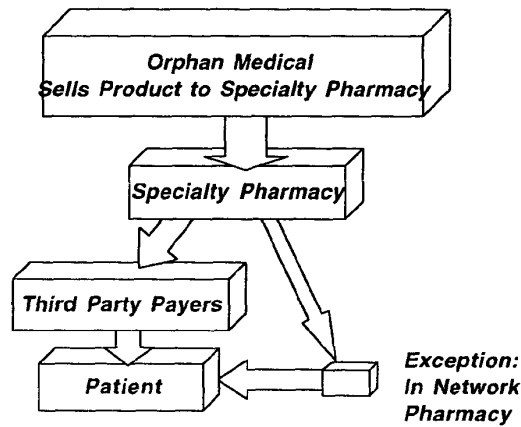 Orphan Medical
Sells Product to Specialty Pharmacy
Specialty Pharmacy
Third Party Payers
Patient
Exception:
In Network
Pharmacy